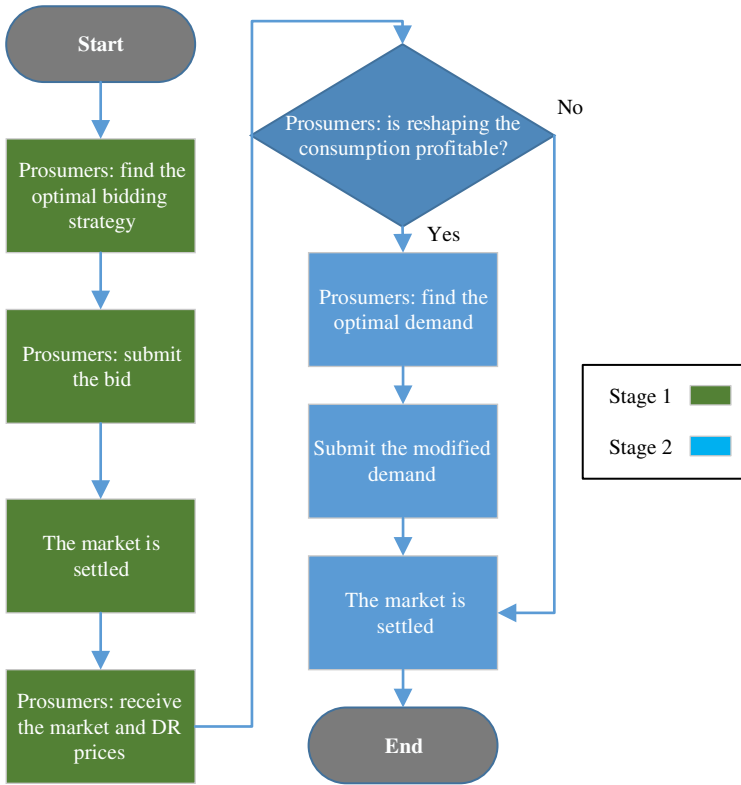 Start
Prosumers: find the
optimal bidding
strategy
Prosumers: submit
the bid
The market is
settled
Prosumers: receive
the market and DR
prices
Prosumers: is reshaping the
consumption profitable?
No
Yes
Prosumers: find the
optimal demand
Submit the modified
demand
The market is
settled
End
Stage 1
Stage 2